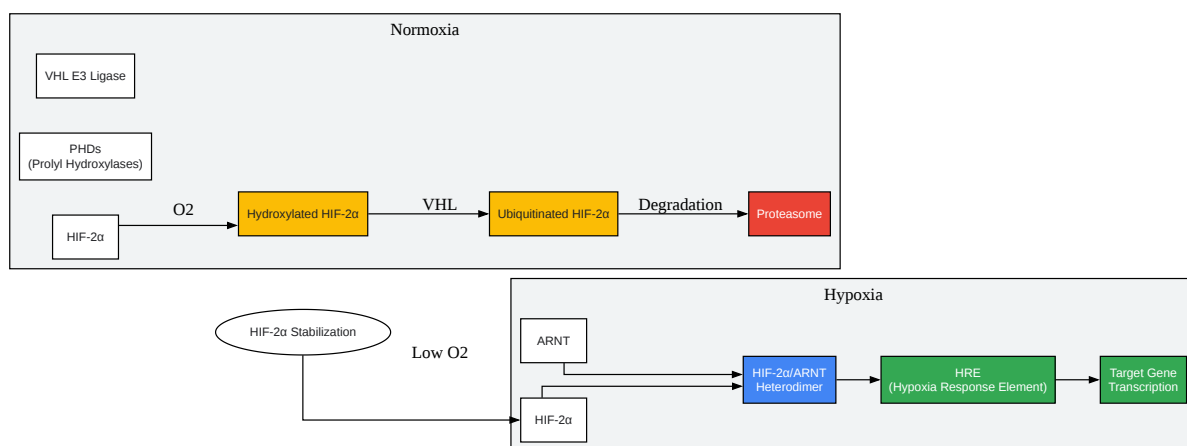 Normoxia
VHL E3 Ligase
PHDs
(Prolyl Hydroxylases)
HIF-2α
O2
Hydroxylated HIF-2α
VHL
Ubiquitinated HIF-2α
Degradation
Proteasome
Hypoxia
HIF-2α Stabilization
Low O2
ARNT
HIF-2α
HIF-2α/ARNT
Heterodimer
HRE
(Hypoxia Response Element)
Target Gene
Transcription